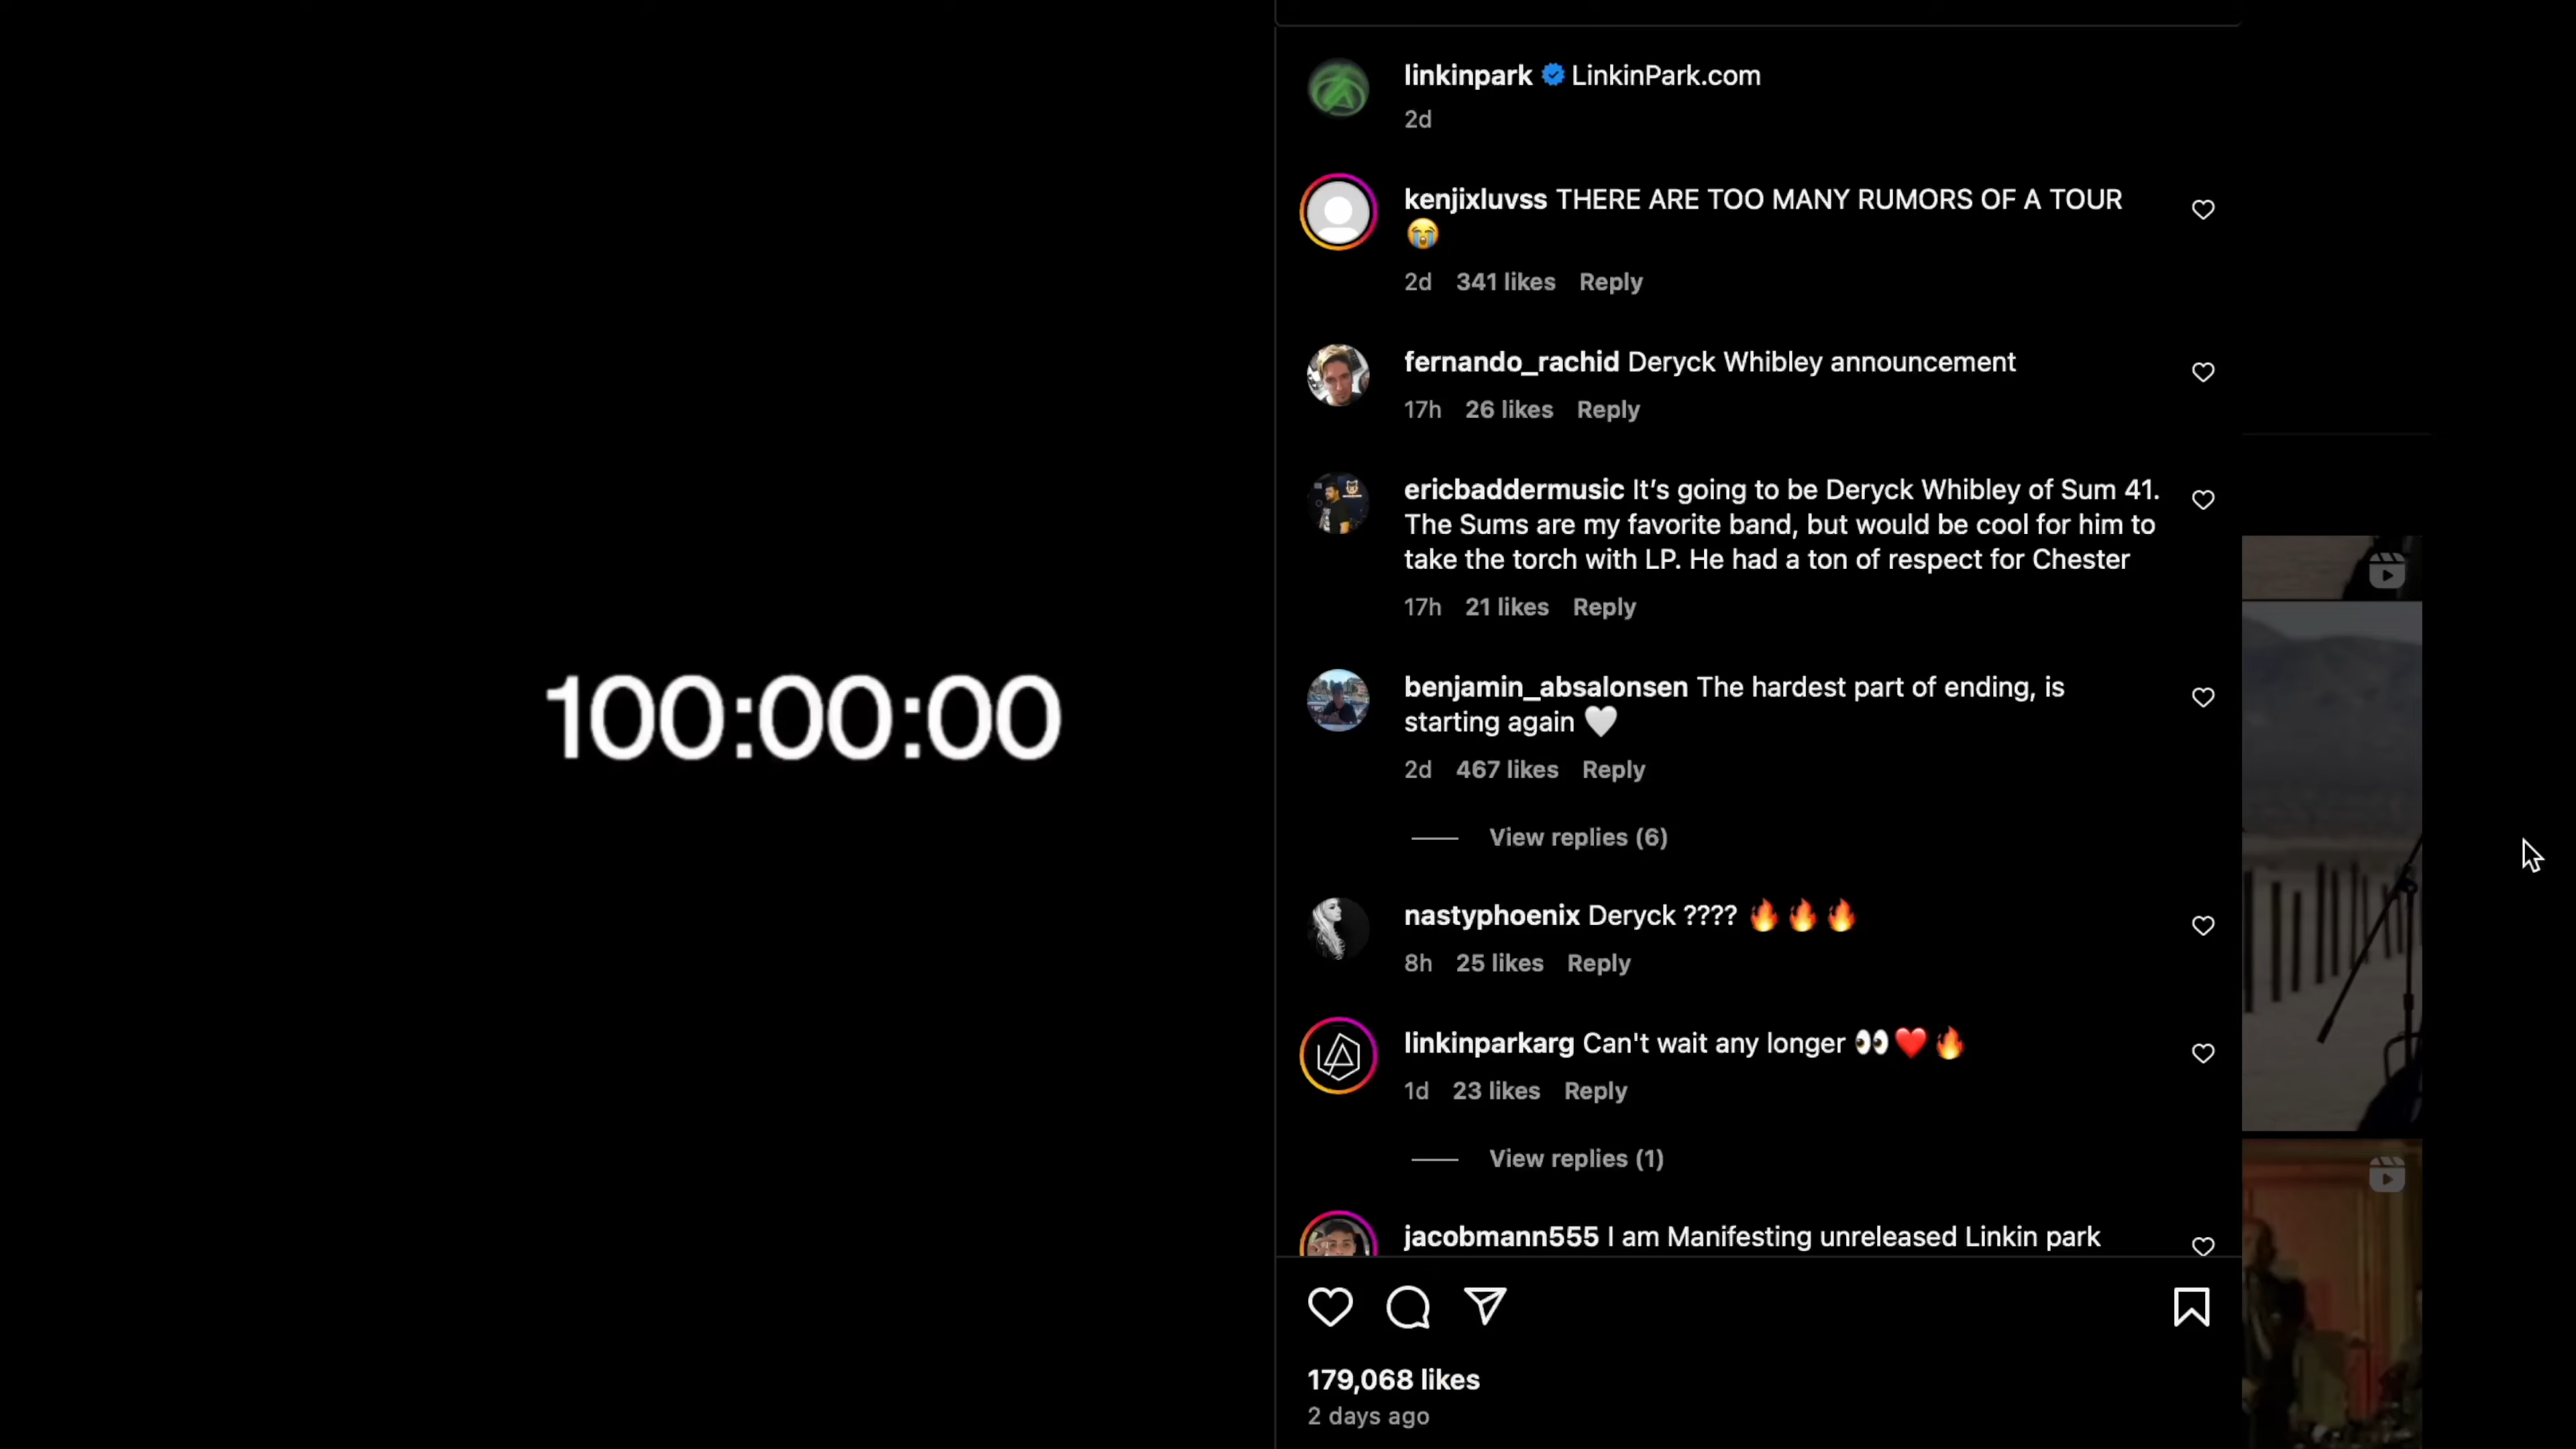 100:00:00
linkinpark LinkinPark.com
2d
kenjixluvss THERE ARE TOO MANY RUMORS OF A TOUR
😭
2d 341 likes Reply
fernando_rachid Deryck Whibley announcement
17h 26 likes Reply
ericbaddermusic It’s going to be Deryck Whibley of Sum 41.
The Sums are my favorite band, but would be cool for him to
take the torch with LP. He had a ton of respect for Chester
17h 21 likes Reply
benjamin_absalonsen The hardest part of ending, is
starting again 🤍
2d 467 likes Reply
View replies (6)
nastyphoenix Deryck ???? 🔥🔥🔥
8h 25 likes Reply
linkinparkarg Can't wait any longer 👀❤️🔥
1d 23 likes Reply
View replies (1)
jacobmann555 I am Manifesting unreleased Linkin park
179,068 likes
2 days ago